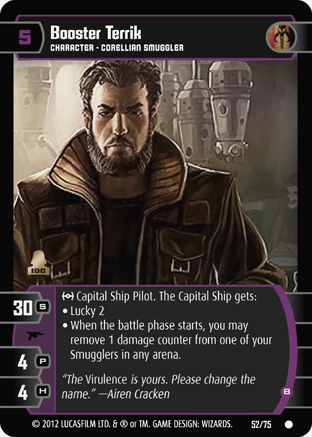 5 Booster Terrik
CHARACTER - CORELLIAN SMUGGLER
IDC
30 S
4 P
4 H
Capital Ship Pilot. The Capital Ship gets:
• Lucky 2
• When the battle phase starts, you may
remove 1 damage counter from one of your
Smugglers in any arena.
"The Virulence is yours. Please change the
name." —Airen Cracken
B
© 2012 LUCASFILM LTD. & ® or TM. GAME DESIGN: WIZARDS. 52/75